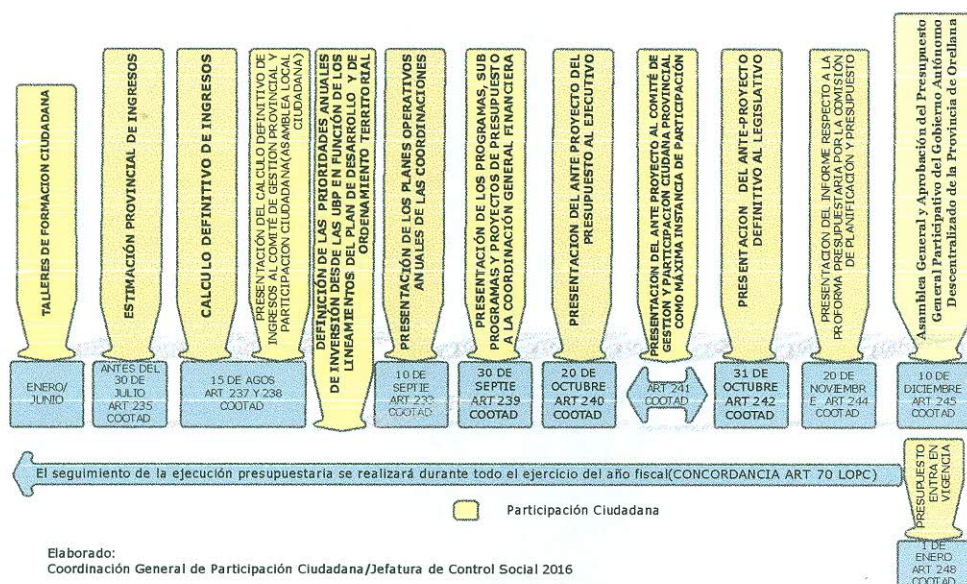 TALLERES DE FORMACION CIUDADANA
ENERO/
JUNIO
ESTIMACIÓN PROVINCIAL DE INGRESOS
ANTES DEL
30 DE
JULIO
ART 235
COOTAD
CALCULO DEFINITIVO DE INGRESOS
PRESENTACIÓN DEL CALCULO DEFINITIVO DE
INGRESOS AL COMITÉ DE GESTION PROVINCIAL Y
PARTICIPACION CIUDADANA(ASAMBLEA LOCAL
CIUDADANA)
15 DE AGOS
ART 237 Y 238
COOTAD
DEFINICIÓN DE LAS PRIORIDADES ANUALES
DE INVERSIÓN DESDE LAS UBP EN FUNCIÓN DE LOS
LINEAMIENTOS DEL PLAN DE DESARROLLO Y DE
ORDENAMIENTO TERRITORIAL
PRESENTACIÓN DE LOS PLANES OPERATIVOS
ANUALES DE LAS COORDINACIONES
10 DE
SEPTIE
ART 233
COOTAD
PRESENTACIÓN DE LOS PROGRAMAS, SUB
PROGRAMAS Y PROYECTOS DE PRESUPUESTO
A LA COORDINACIÓN GENERAL FINANCIERA
30 DE
SEPTIE
ART 239
COOTAD
PRESENTACION DEL ANTE PROYECTO DEL
PRESUPUESTO AL EJECUTIVO
20 DE
OCTUBRE
ART 240
COOTAD
PRESENTACION DEL ANTE PROYECTO AL COMITÉ DE
GESTION Y PARTICIPACIÓN CIUDANA PROVINCIAL
COMO MÁXIMA INSTANCIA DE PARTICIPACIÓN
ART 241
COOTAD
PRESENTACION DEL ANTE-PROYECTO
DEFINITIVO AL LEGISLATIVO
31 DE
OCTUBRE
ART 242
COOTAD
PRESENTACION DEL INFORME RESPECTO A LA
PROFORMA PRESUPUESTARIA POR LA COMISIÓN
DE PLANIFICACIÓN Y PRESUPUESTO
20 DE
NOVIEMBR
E ART 244
COOTAD
Asamblea General y Aprobación del Presupuesto
General Participativo del Gobierno Autónomo
Descentralizado de la Provincia de Orellana
10 DE
DICIEMBRE
ART 245
COOTAD
El seguimiento de la ejecución presupuestaria se realizará durante todo el ejercicio del año fiscal(CONCORDANCIA ART 70 LOPC)
PRESUPUESTO
ENTRA EN
VIGENCIA
1 DE
ENERO
ART 248
COOTAD
Participación Ciudadana
Elaborado:
Coordinación General de Participación Ciudadana/Jefatura de Control Social 2016